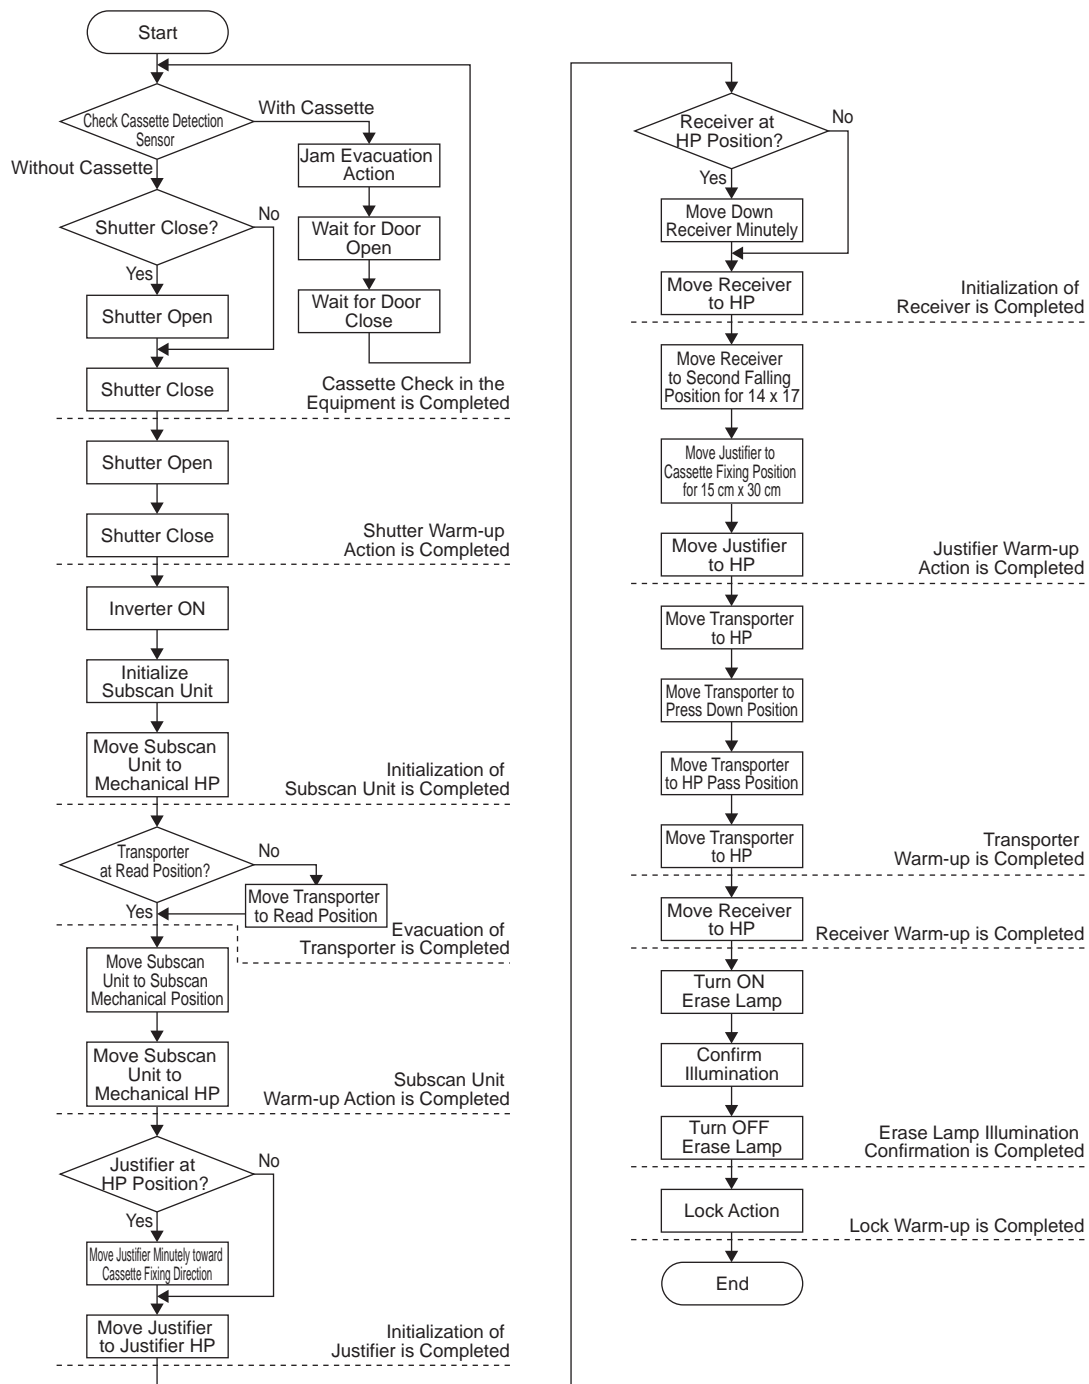 Start
Check Cassette Detection
Sensor
With Cassette
Jam Evacuation
Action
Wait for Door
Open
Wait for Door
Close
Without Cassette
Shutter Close?
No
Yes
Shutter Open
Shutter Close
Cassette Check in the
Equipment is Completed
Shutter Open
Shutter Close
Shutter Warm-up
Action is Completed
Inverter ON
Initialize
Subscan Unit
Move Subscan
Unit to
Mechanical HP
Initialization of
Subscan Unit is Completed
Transporter
at Read Position?
No
Move Transporter
to Read Position
Yes
Evacuation of
Transporter is Completed
Move Subscan
Unit to Subscan
Mechanical Position
Move Subscan
Unit to
Mechanical HP
Subscan Unit
Warm-up Action is Completed
Justifier at
HP Position?
No
Yes
Move Justifier Minutely toward
Cassette Fixing Direction
Move Justifier
to Justifier HP
Initialization of
Justifier is Completed
Receiver at
HP Position?
No
Yes
Move Down
Receiver Minutely
Move Receiver
to HP
Initialization of
Receiver is Completed
Move Receiver
to Second Falling
Position for 14 x 17
Move Justifier to
Cassette Fixing Position
for 15 cm x 30 cm
Move Justifier
to HP
Justifier Warm-up
Action is Completed
Move Transporter
to HP
Move Transporter to
Press Down Position
Move Transporter
to HP Pass Position
Move Transporter
to HP
Transporter
Warm-up is Completed
Move Receiver
to HP
Receiver Warm-up is Completed
Turn ON
Erase Lamp
Confirm
Illumination
Turn OFF
Erase Lamp
Erase Lamp Illumination
Confirmation is Completed
Lock Action
Lock Warm-up is Completed
End